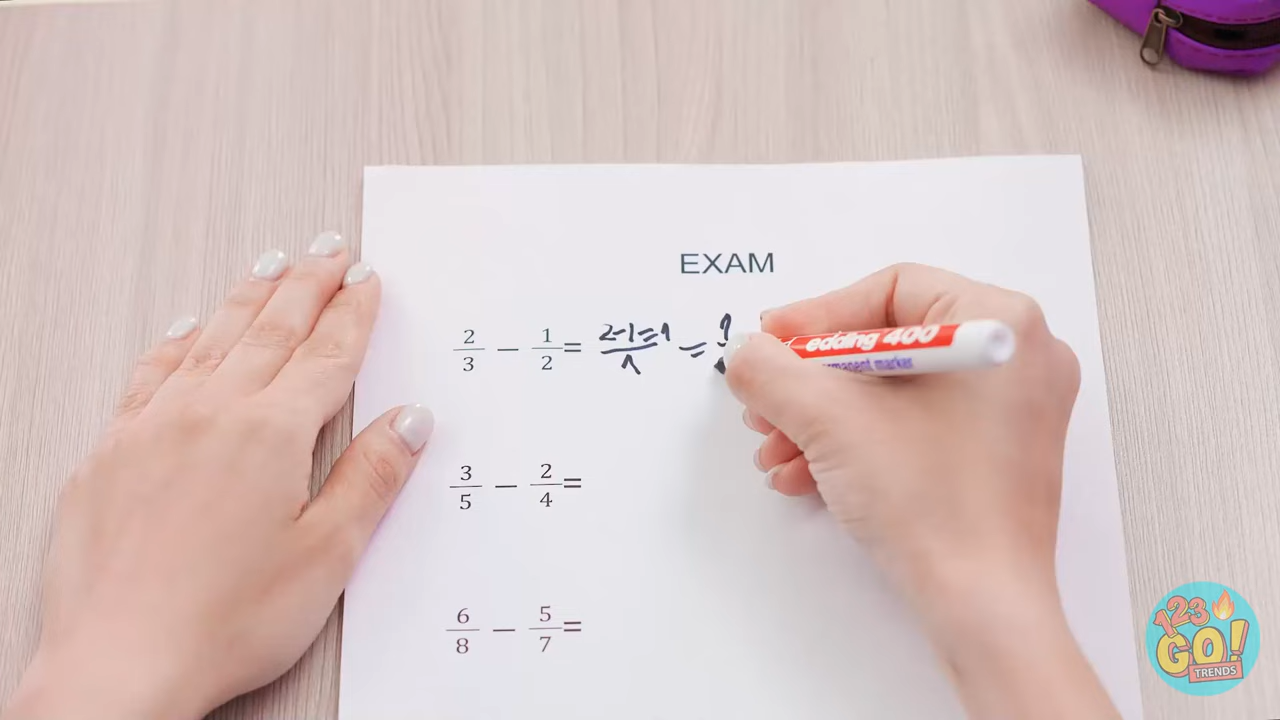 EXAM
2/3 − 1/2 = 2-1=1/1 = 1
3/5 − 2/4 =
6/8 − 5/7 =
edding 400
permanent marker
123
GO!
TRENDS